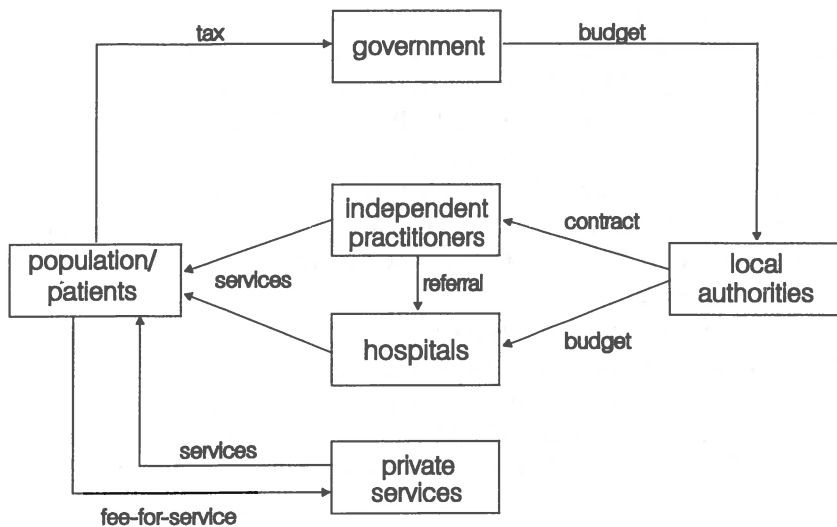 tax
government
budget
independent
practitioners
contract
population/
patients
services
referral
local
authorities
hospitals
budget
services
private
services
fee-for-service